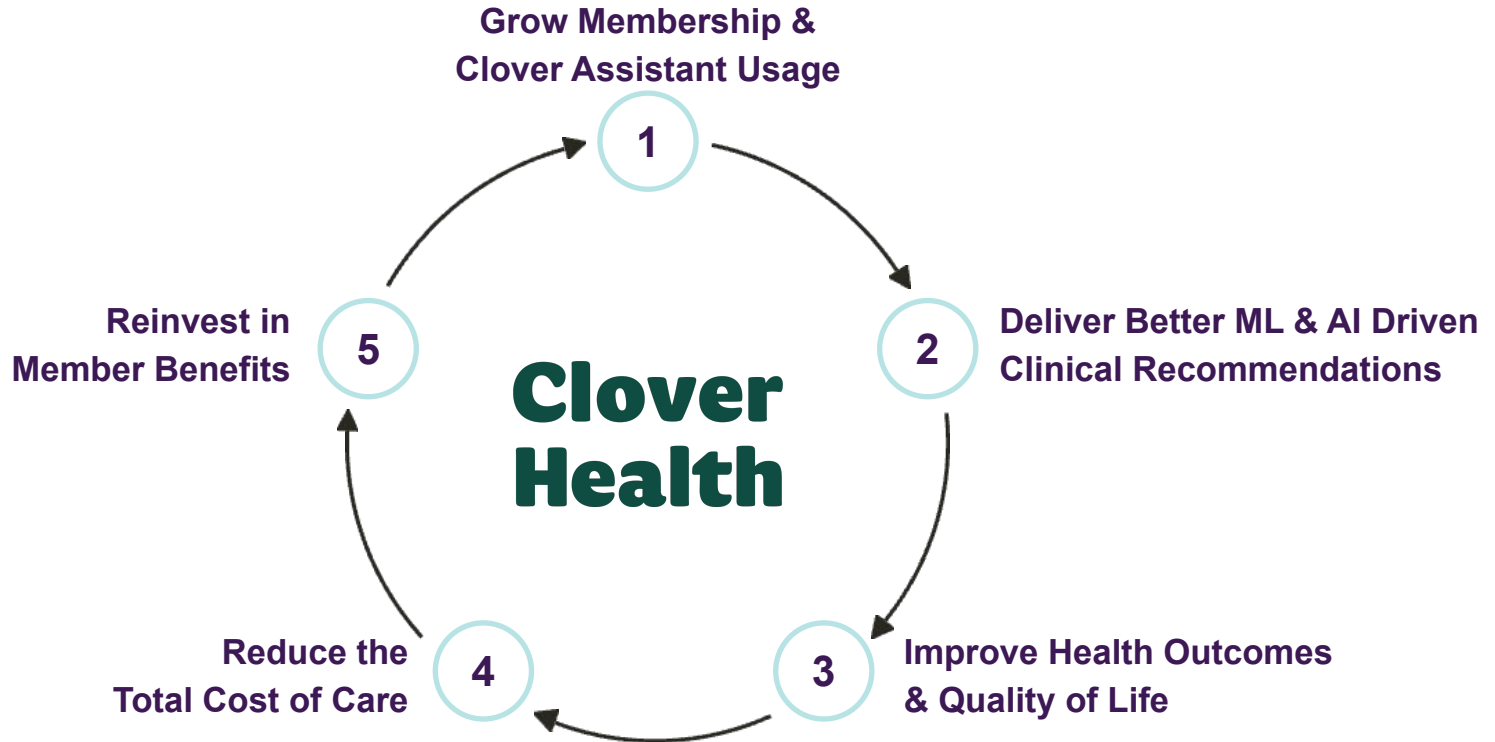 Grow Membership &
Clover Assistant Usage
1
2
Deliver Better ML & AI Driven
Clinical Recommendations
3
Improve Health Outcomes
& Quality of Life
4
Reduce the
Total Cost of Care
5
Reinvest in
Member Benefits
Clover
Health